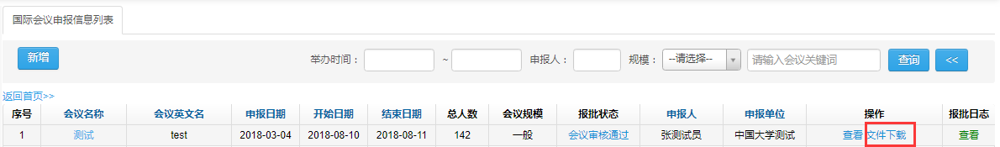 国际会议申报信息列表
新增 举办时间： ~ 申报人： 规模： --请选择-- 请输入会议关键词 查询 <<
返回首页>>
序号 会议名称 会议英文名 申报日期 开始日期 结束日期 总人数 会议规模 报批状态 申报人 申报单位 操作 报批日志
1 测试 test 2018-03-04 2018-08-10 2018-08-11 142 一般 会议审核通过 张测试员 中国大学测试 查看 文件下载 查看